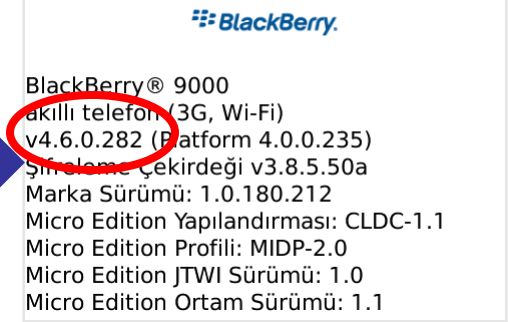 BlackBerry.
BlackBerry® 9000
akıllı telefon (3G, Wi-Fi)
v4.6.0.282 (Platform 4.0.0.235)
Şifreleme Çekirdeği v3.8.5.50a
Marka Sürümü: 1.0.180.212
Micro Edition Yapılandırması: CLDC-1.1
Micro Edition Profili: MIDP-2.0
Micro Edition JTWI Sürümü: 1.0
Micro Edition Ortam Sürümü: 1.1